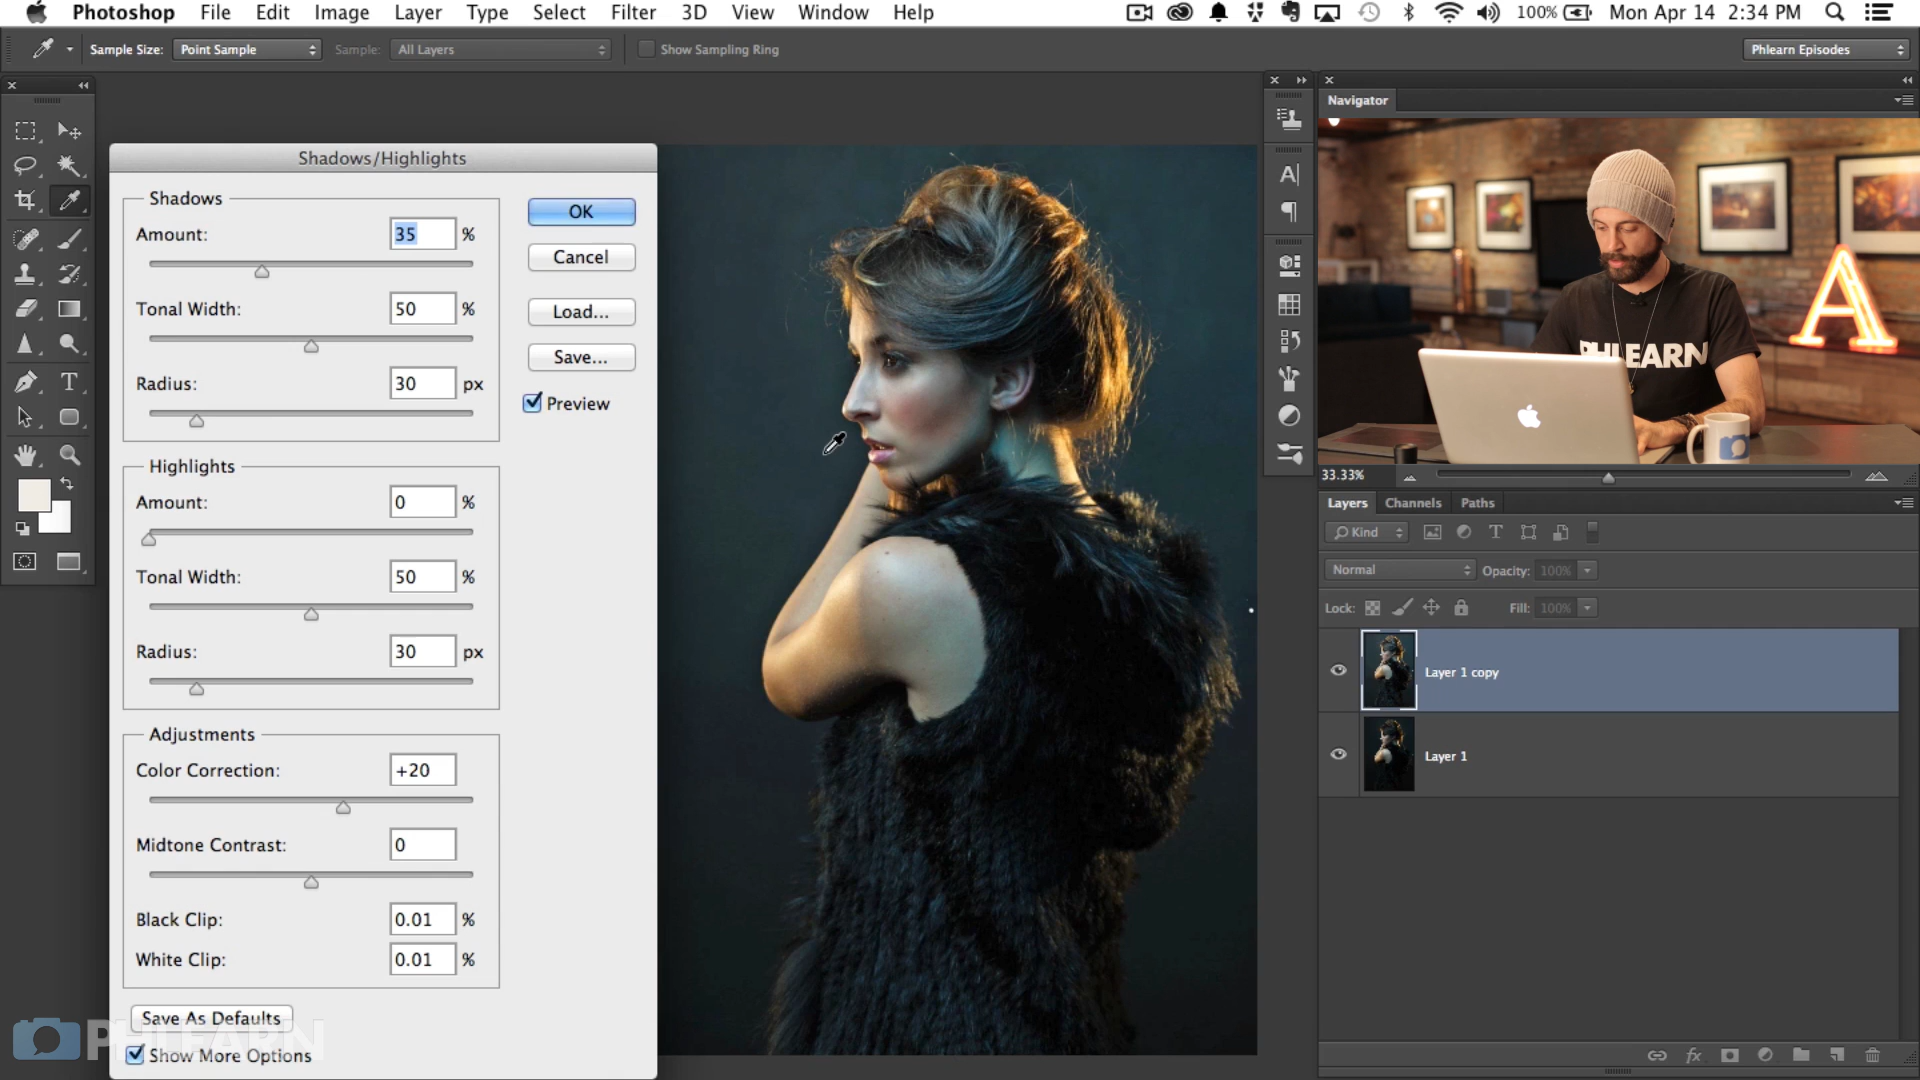 Photoshop File Edit Image Layer Type Select Filter 3D View Window Help 100% Mon Apr 14 2:34 PM
Sample Size: Point Sample Sample: All Layers Show Sampling Ring Phlearn Episodes
Navigator
Shadows/Highlights
Shadows
Amount: 35 %
Tonal Width: 50 %
Radius: 30 px
OK
Cancel
Load...
Save...
Preview
Highlights
Amount: 0 %
Tonal Width: 50 %
Radius: 30 px
Adjustments
Color Correction: +20
Midtone Contrast: 0
Black Clip: 0.01 %
White Clip: 0.01 %
Save As Defaults
Show More Options
PHLEARN
PHLEARN
A
33.33%
Layers Channels Paths
Kind
Normal Opacity: 100%
Lock: Fill: 100%
Layer 1 copy
Layer 1